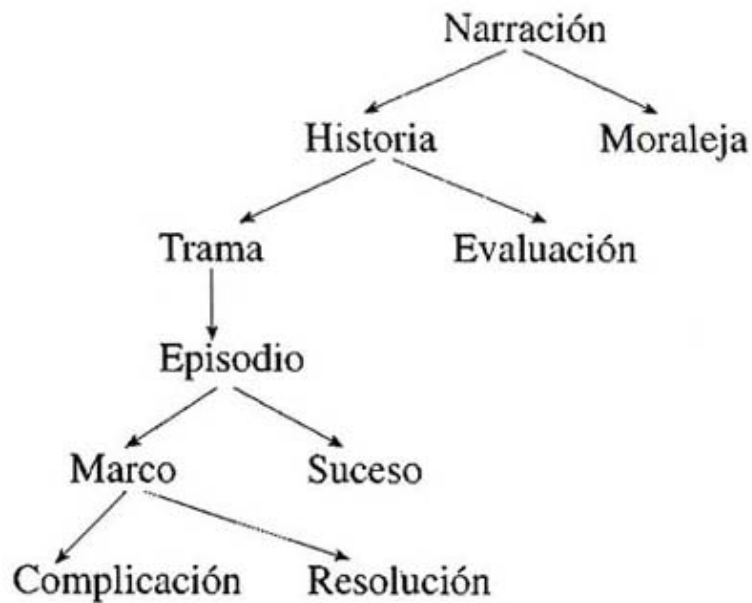 Narración
Historia Moraleja
Trama Evaluación
Episodio
Marco Suceso
Complicación Resolución